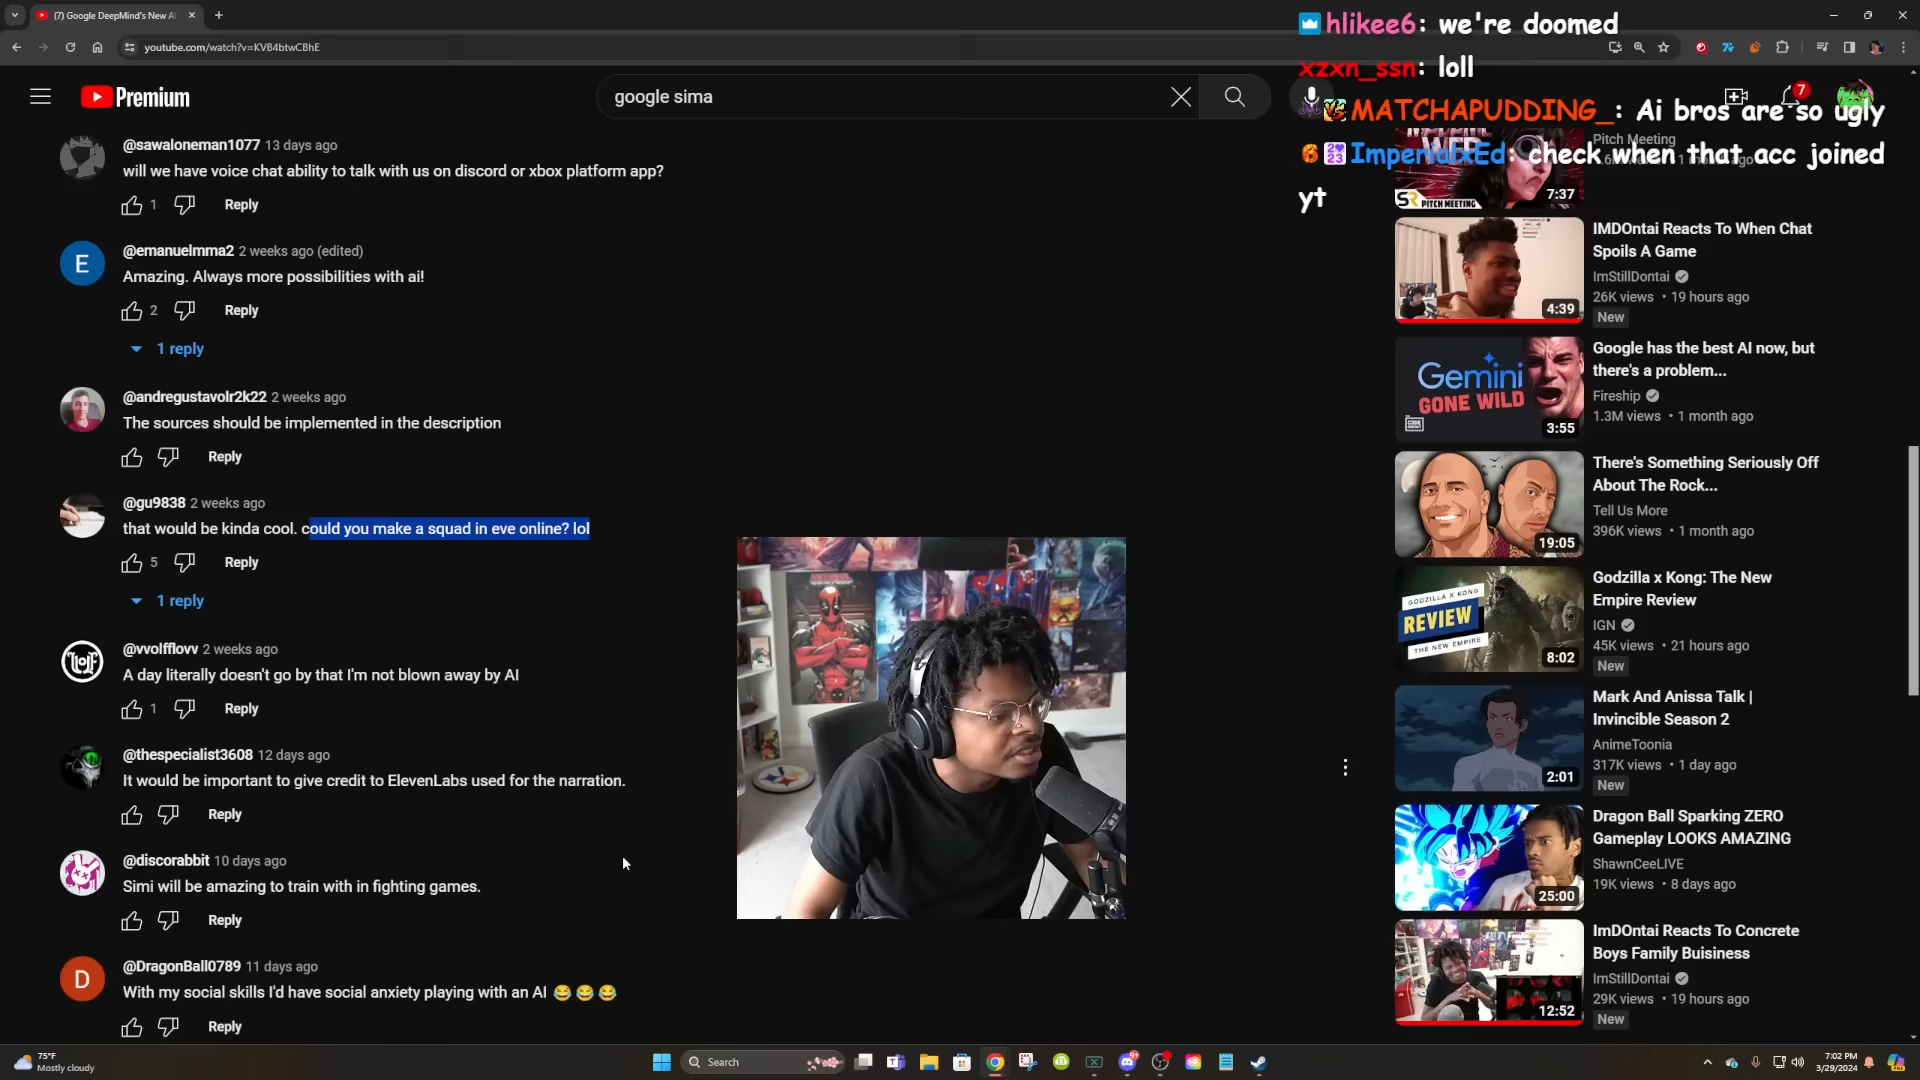 (7) Google DeepMind's New AI
youtube.com/watch?v=KVB4btwCBhE
Premium
google sima
7
hlikee6: we're doomed
xzxn_ssn: loll
MATCHAPUDDING_: Ai bros are so ugly
ImperialxEd: check when that acc joined
yt
@sawaloneman1077 13 days ago
will we have voice chat ability to talk with us on discord or xbox platform app?
1
Reply
@emanuelmma2 2 weeks ago (edited)
Amazing. Always more possibilities with ai!
2
Reply
1 reply
@andregustavolr2k22 2 weeks ago
The sources should be implemented in the description
Reply
@gu9838 2 weeks ago
that would be kinda cool. could you make a squad in eve online? lol
5
Reply
1 reply
@vvolfflovv 2 weeks ago
A day literally doesn't go by that I'm not blown away by AI
1
Reply
@thespecialist3608 12 days ago
It would be important to give credit to ElevenLabs used for the narration.
Reply
@discorabbit 10 days ago
Simi will be amazing to train with in fighting games.
Reply
@DragonBall0789 11 days ago
With my social skills I'd have social anxiety playing with an AI 😂 😂 😂
Reply
E
D
Pitch Meeting
SR PITCH MEETING
7:37
IMDOntai Reacts To When Chat
Spoils A Game
ImStillDontai
26K views • 19 hours ago
New
4:39
Google has the best AI now, but
there's a problem...
Fireship
1.3M views • 1 month ago
Gemini
GONE WILD
3:55
There's Something Seriously Off
About The Rock...
Tell Us More
396K views • 1 month ago
19:05
Godzilla x Kong: The New
Empire Review
IGN
45K views • 21 hours ago
New
GODZILLA X KONG
REVIEW
THE NEW EMPIRE
8:02
Mark And Anissa Talk |
Invincible Season 2
AnimeToonia
317K views • 1 day ago
New
2:01
Dragon Ball Sparking ZERO
Gameplay LOOKS AMAZING
ShawnCeeLIVE
19K views • 8 days ago
25:00
ImDOntai Reacts To Concrete
Boys Family Buisiness
ImStillDontai
29K views • 19 hours ago
New
12:52
75°F
Mostly cloudy
Search
7:02 PM
3/29/2024